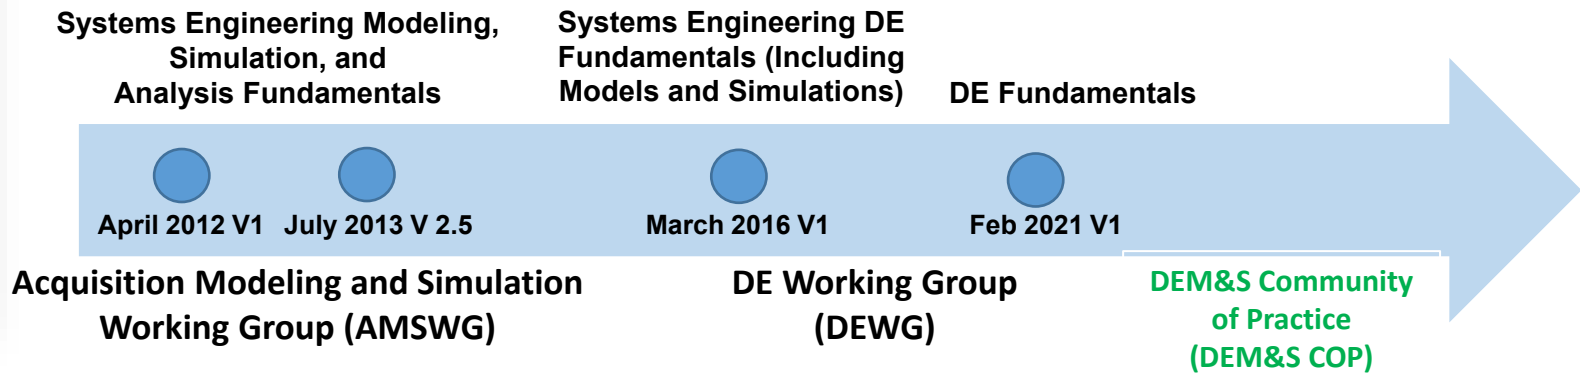 Systems Engineering Modeling,
Simulation, and
Analysis Fundamentals
Systems Engineering DE
Fundamentals (Including
Models and Simulations)
DE Fundamentals
April 2012 V1
July 2013 V 2.5
March 2016 V1
Feb 2021 V1
Acquisition Modeling and Simulation
Working Group (AMSWG)
DE Working Group
(DEWG)
DEM&S Community
of Practice
(DEM&S COP)